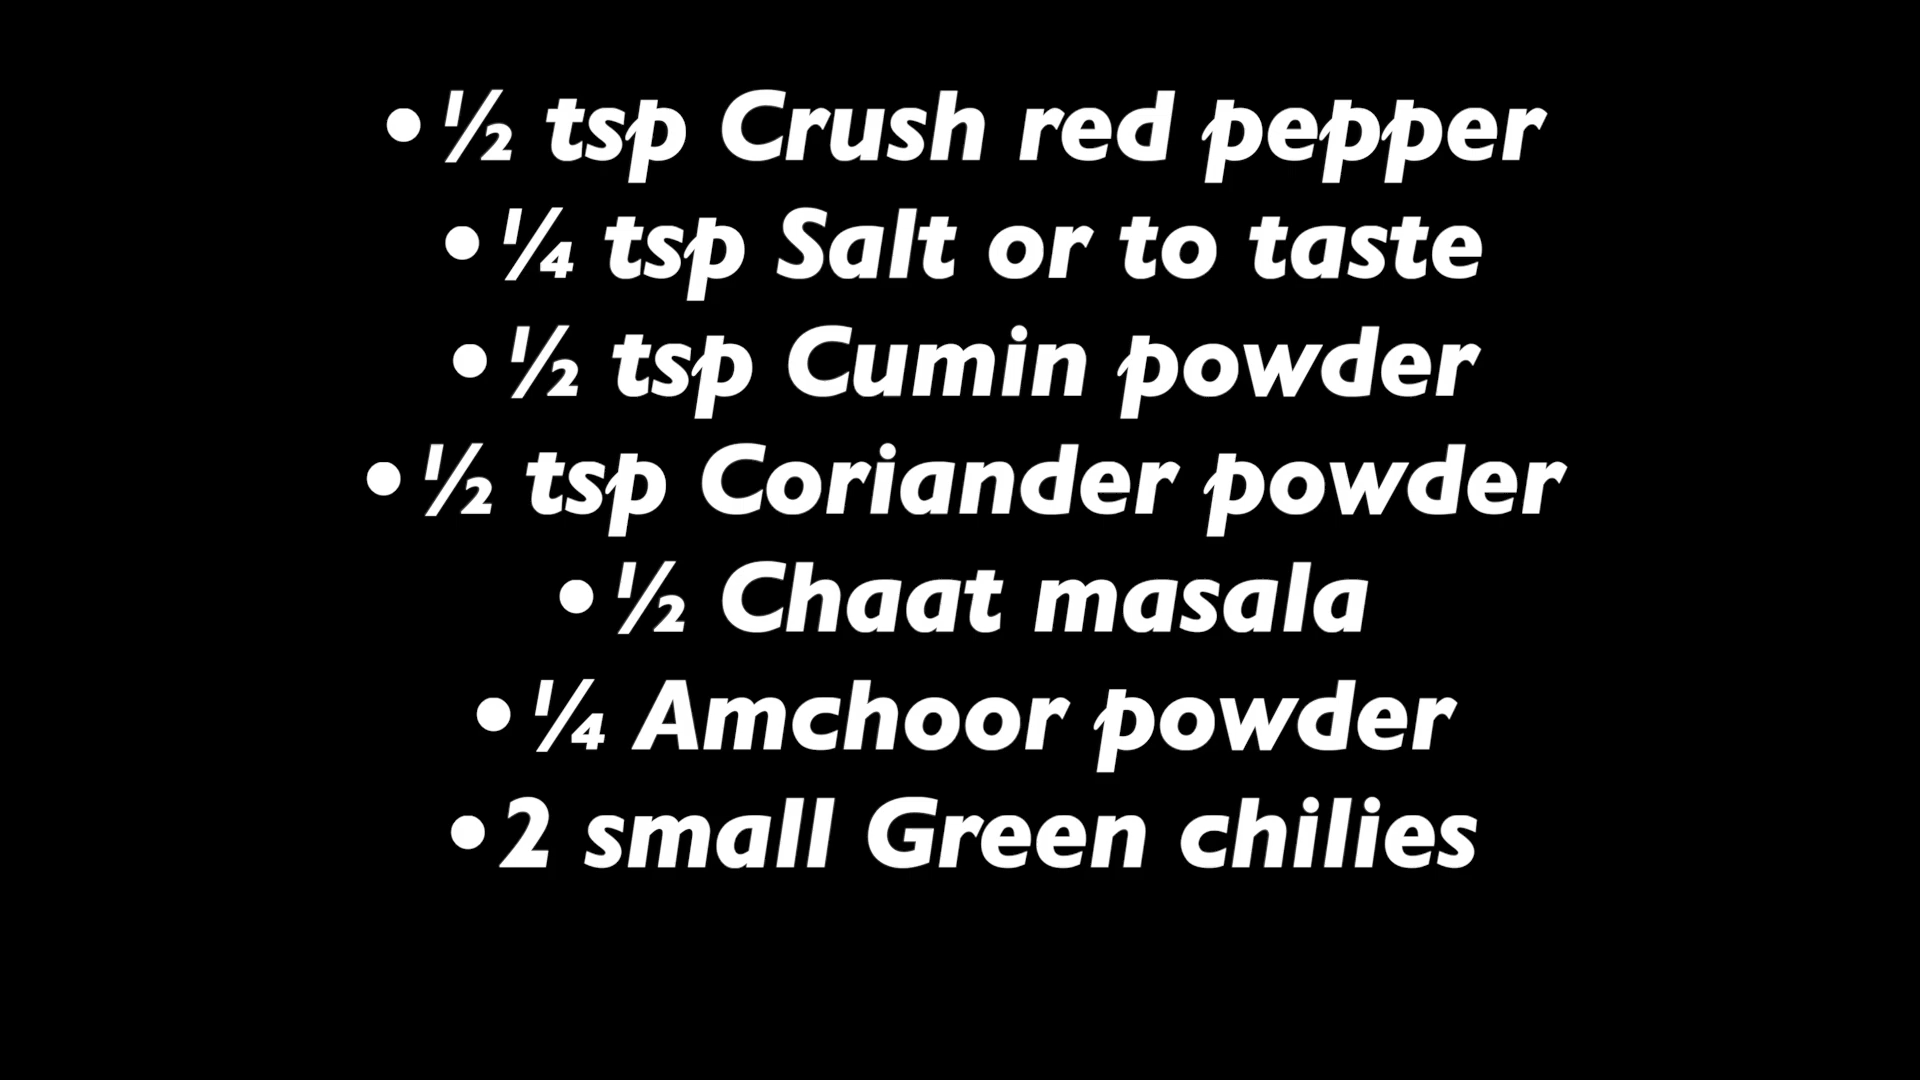 •½ tsp Crush red pepper
•¼ tsp Salt or to taste
•½ tsp Cumin powder
•½ tsp Coriander powder
•½ Chaat masala
•¼ Amchoor powder
•2 small Green chilies